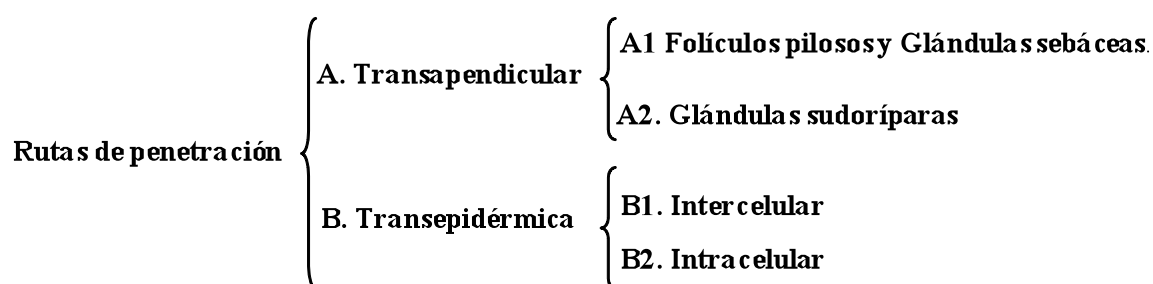 A1 Folículos pilosos y Glándulas sebáceas.
A. Transapendicular
A2. Glándulas sudoríparas
Rutas de penetración
B1. Intercelular
B. Transepidérmica
B2. Intracelular